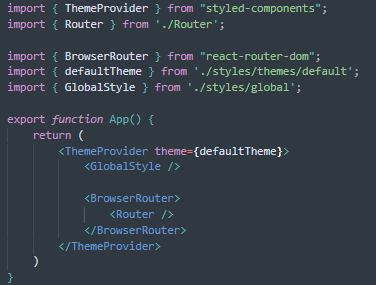 import { ThemeProvider } from "styled-components";
import { Router } from './Router';
import { BrowserRouter } from "react-router-dom";
import { defaultTheme } from './styles/themes/default';
import { GlobalStyle } from './styles/global';
export function App() {
return (
<ThemeProvider theme={defaultTheme}>
<GlobalStyle />
<BrowserRouter>
<Router />
</BrowserRouter>
</ThemeProvider>
)
}